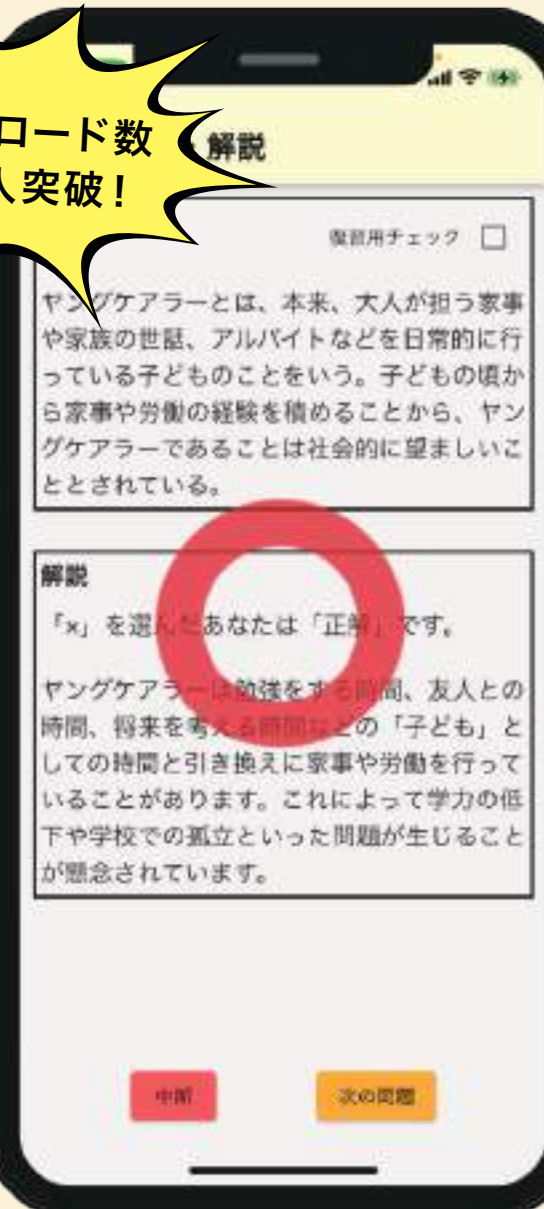 ロード数
人突破!
解説
復習用チェック
ヤングケアラーとは、本来、大人が担う家事
や家族の世話、アルバイトなどを日常的に行
っている子どものことをいう。子どもの頃か
ら家事や労働の経験を積めることから、ヤン
グケアラーであることは社会的に望ましいこ
ととされている。
解説
「×」を選んだあなたは「正解」です。
ヤングケアラーは勉強をする時間、友人との
時間、将来を考える時間などの「子ども」と
しての時間と引き換えに家事や労働を行って
いることがあります。これによって学力の低
下や学校での孤立といった問題が生じること
が懸念されています。
中断
次の問題